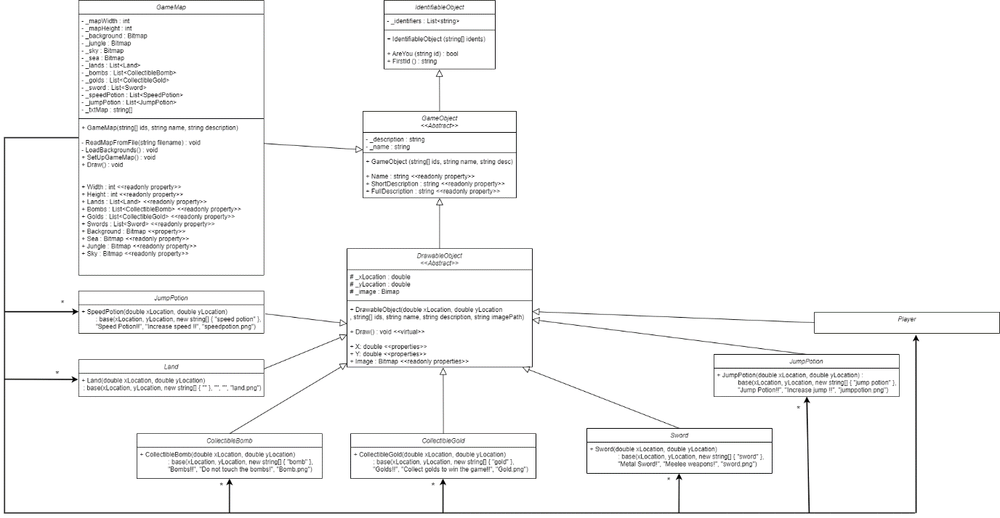 GameMap
- _mapWidth : int
- _mapHeight : int
- _background : Bitmap
- _jungle : Bitmap
- _sky : Bitmap
- _sea : Bitmap
- _lands : List<Land>
- _bombs : List<CollectibleBomb>
- _golds : List<CollectibleGold>
- _sword : List<Sword>
- _speedPotion : List<SpeedPotion>
- _jumpPotion : List<JumpPotion>
- _txtMap : string[]
+ GameMap(string[] ids, string name, string description)
- ReadMapFromFile(string filename) : void
- LoadBackgrounds() : void
+ SetUpGameMap() : void
+ Draw() : void
+ Width : int <<readonly property>>
+ Height : int <<readonly property>>
+ Lands : List<Land> <<readonly property>>
+ Bombs : List<CollectibleBomb> <<readonly property>>
+ Golds : List<CollectibleGold> <<readonly property>>
+ Swords : List<Sword> <<readonly property>>
+ Background : Bitmap <<property>>
+ Sea : Bitmap <<readonly property>>
+ Jungle : Bitmap <<readonly property>>
+ Sky : Bitmap <<readonly property>>
IdentifiableObject
- _identifiers : List<string>
+ IdentifiableObject (string[] idents)
+ AreYou (string id) : bool
+ FirstId () : string
GameObject
<<Abstract>>
- _description : string
- _name : string
+ GameObject (string[] ids, string name, string desc)
+ Name : string <<readonly property>>
+ ShortDescription : string <<readonly property>>
+ FullDescription : string <<readonly property>>
DrawableObject
<<Abstract>>
# _xLocation : double
# _yLocation : double
# _image : Bimap
+ DrawableObject(double xLocation, double yLocation
, string[] ids, string name, string description, string imagePath)
+ Draw() : void <<virtual>>
+ X: double <<properties>>
+ Y: double <<properties>>
+ Image : Bitmap <<readonly properties>>
*
JumpPotion
+ SpeedPotion(double xLocation, double yLocation)
: base(xLocation, yLocation, new string[] { "speed potion" },
"Speed Potion!!", "Increase speed !!", "speedpotion.png")
*
Land
+ Land(double xLocation, double yLocation)
: base(xLocation, yLocation, new string[] { "" }, "", "", "land.png")
Player
JumpPotion
+ JumpPotion(double xLocation, double yLocation) :
base(xLocation, yLocation, new string[] { "jump potion" },
"Jump Potion!!", "Increase jump !!", "jumppotion.png")
*
CollectibleBomb
+ CollectibleBomb(double xLocation, double yLocation)
: base(xLocation, yLocation, new string[] { "bomb" },
"Bombs!!", "Do not touch the bombs!", "Bomb.png")
*
CollectibleGold
+ CollectibleGold(double xLocation, double yLocation)
: base(xLocation, yLocation, new string[] { "gold" },
"Golds!!", "Collect golds to win the game!!", "Gold.png")
*
Sword
+ Sword(double xLocation, double yLocation)
: base(xLocation, yLocation, new string[] { "sword" },
"Metal Sword!", "Meelee weapons!", "sword.png")
*